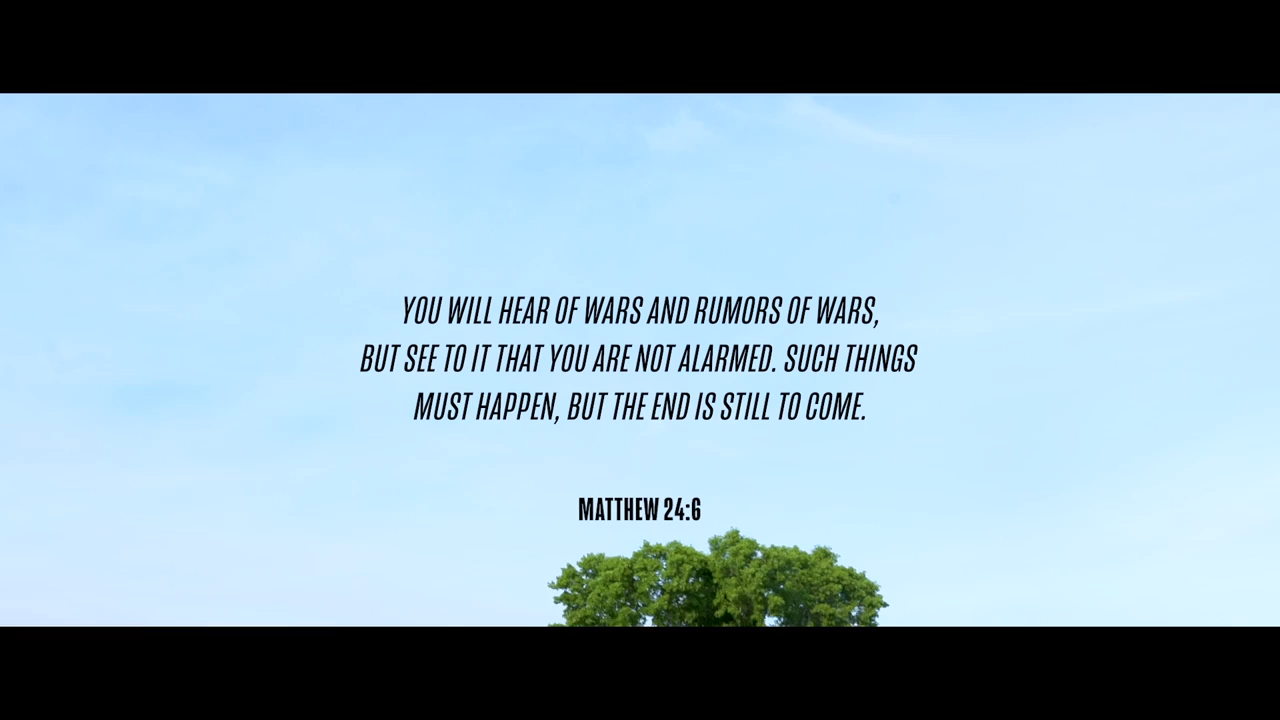 YOU WILL HEAR OF WARS AND RUMORS OF WARS,
BUT SEE TO IT THAT YOU ARE NOT ALARMED. SUCH THINGS
MUST HAPPEN, BUT THE END IS STILL TO COME.
MATTHEW 24:6